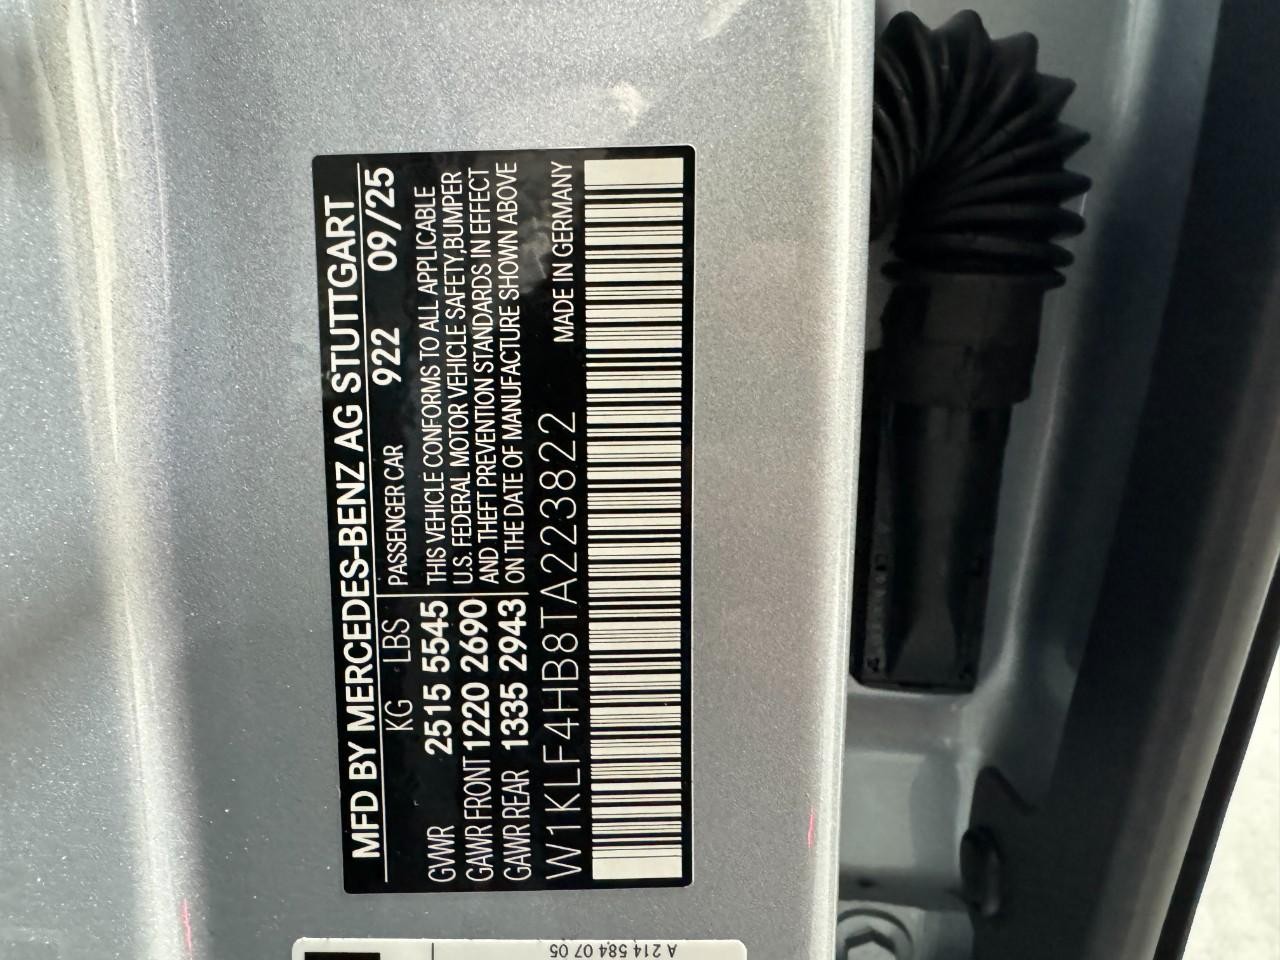 MFD BY MERCEDES-BENZ AG STUTTGART
KG LBS PASSENGER CAR 922 09/25
GVWR 2515 5545 THIS VEHICLE CONFORMS TO ALL APPLICABLE
GAWR FRONT 1220 2690 U.S. FEDERAL MOTOR VEHICLE SAFETY,BUMPER
AND THEFT PREVENTION STANDARDS IN EFFECT
GAWR REAR 1335 2943 ON THE DATE OF MANUFACTURE SHOWN ABOVE
W1KLF4HB8TA223822 MADE IN GERMANY
A 214 584 07 05